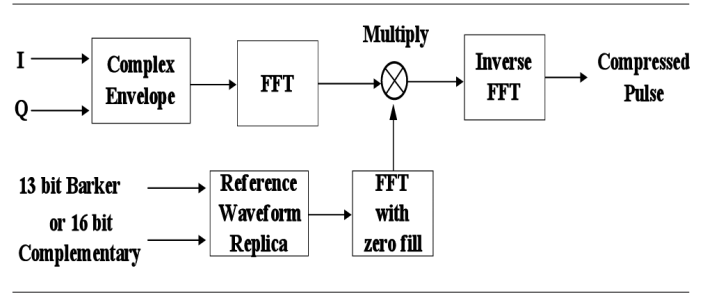 Multiply
I
Q
Complex
Envelope
FFT
Inverse
FFT
Compressed
Pulse
13 bit Barker
or 16 bit
Complementary
Reference
Waveform
Replica
FFT
with
zero fill